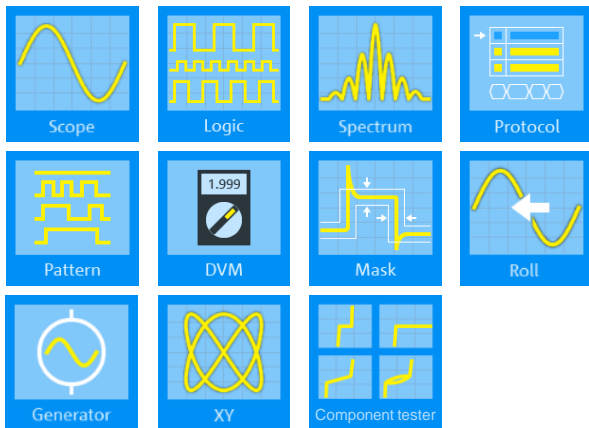 Scope
Logic
Spectrum
Protocol
Pattern
1.999
DVM
Mask
Roll
Generator
XY
Component tester